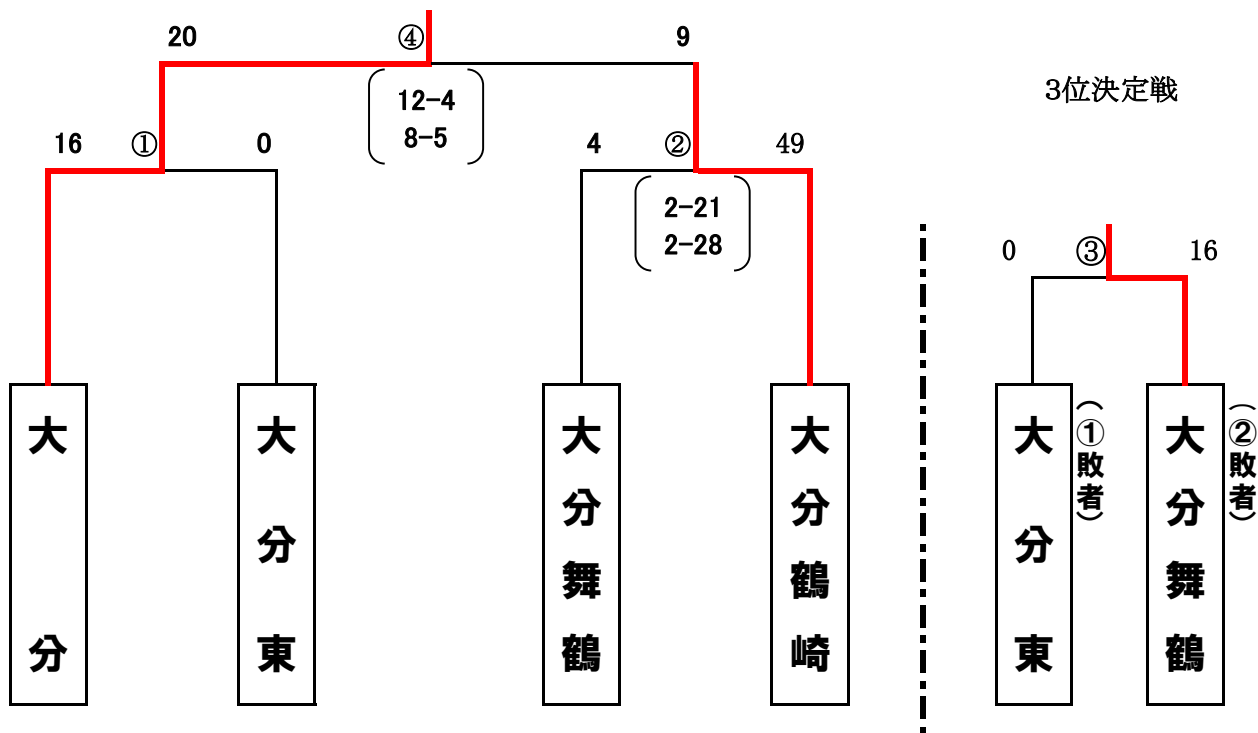 20 ④ 9
12-4
8-5
3位決定戦
16 ① 0
4 ② 49
2-21
2-28
0 ③ 16
大分
大分東
大分舞鶴
大分鶴崎
大分東
(①敗者)
大分舞鶴
(②敗者)